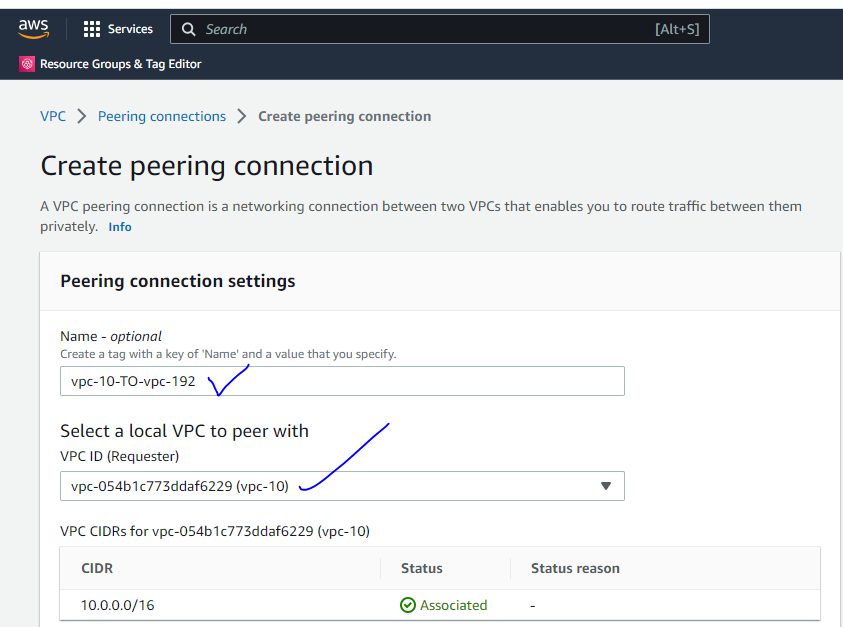 aws
Services
Search
[Alt+S]
Resource Groups & Tag Editor
VPC > Peering connections > Create peering connection
Create peering connection
A VPC peering connection is a networking connection between two VPCs that enables you to route traffic between them
privately. Info
Peering connection settings
Name - optional
Create a tag with a key of 'Name' and a value that you specify.
vpc-10-TO-vpc-192
Select a local VPC to peer with
VPC ID (Requester)
vpc-054b1c773ddaf6229 (vpc-10)
VPC CIDRs for vpc-054b1c773ddaf6229 (vpc-10)
CIDR Status Status reason
10.0.0.0/16 Associated -